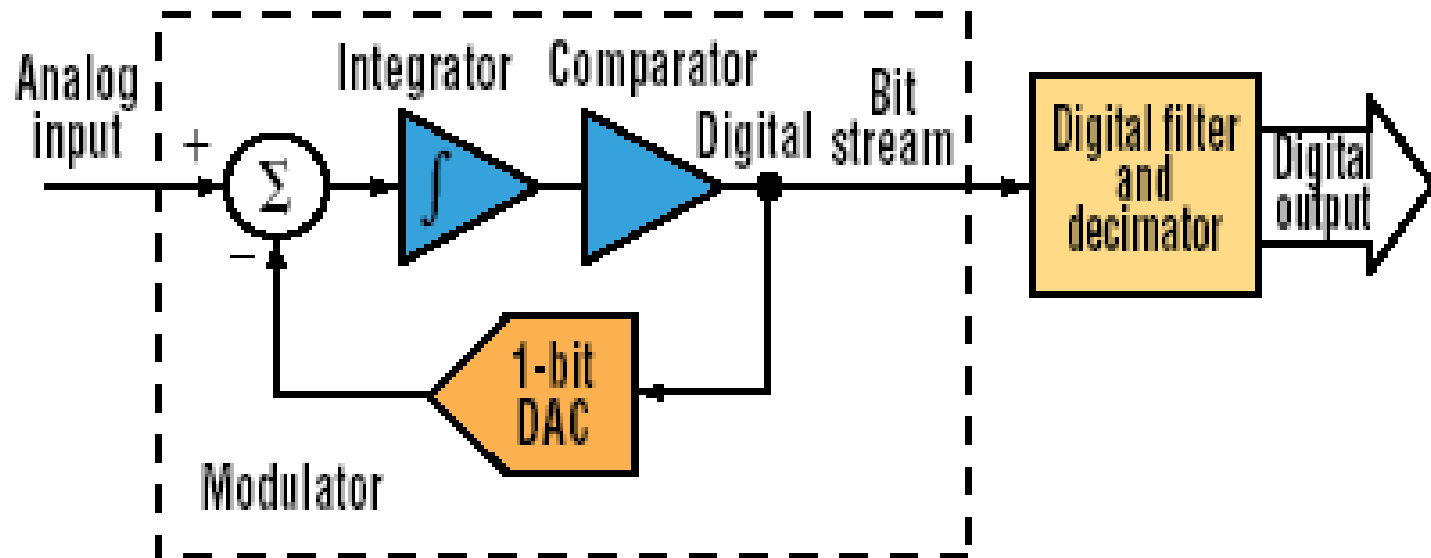 Analog
input
+
−
Σ
Integrator
∫
Comparator
Digital
Bit
stream
1-bit
DAC
Modulator
Digital filter
and
decimator
Digital
output